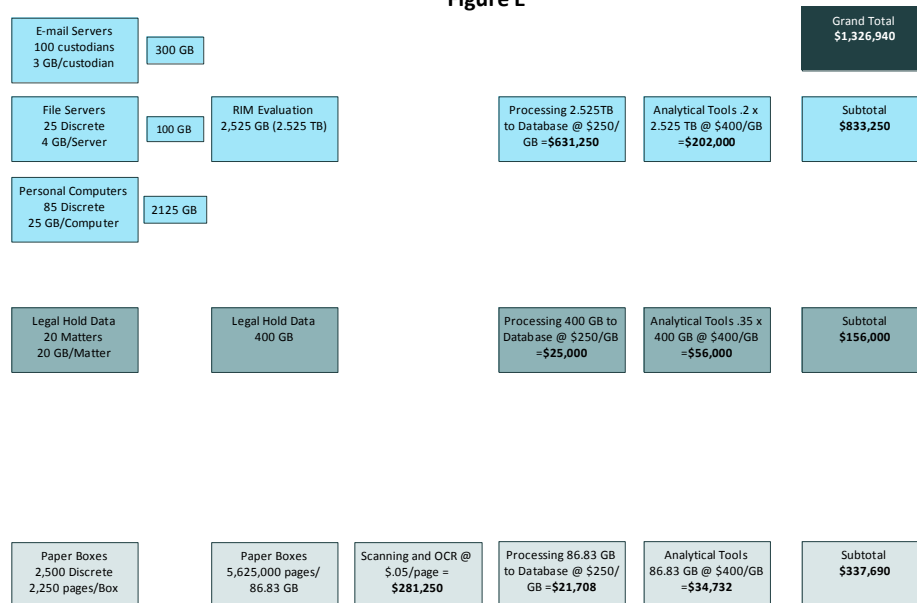 Figure E
E-mail Servers
100 custodians
3 GB/custodian
300 GB
Grand Total
$1,326,940
File Servers
25 Discrete
4 GB/Server
100 GB
RIM Evaluation
2,525 GB (2.525 TB)
Processing 2.525TB
to Database @ $250/
GB =$631,250
Analytical Tools .2 x
2.525 TB @ $400/GB
=$202,000
Subtotal
$833,250
Personal Computers
85 Discrete
25 GB/Computer
2125 GB
Legal Hold Data
20 Matters
20 GB/Matter
Legal Hold Data
400 GB
Processing 400 GB to
Database @ $250/GB
=$25,000
Analytical Tools .35 x
400 GB @ $400/GB
=$56,000
Subtotal
$156,000
Paper Boxes
2,500 Discrete
2,250 pages/Box
Paper Boxes
5,625,000 pages/
86.83 GB
Scanning and OCR @
$.05/page =
$281,250
Processing 86.83 GB
to Database @ $250/
GB =$21,708
Analytical Tools
86.83 GB @ $400/GB
=$34,732
Subtotal
$337,690